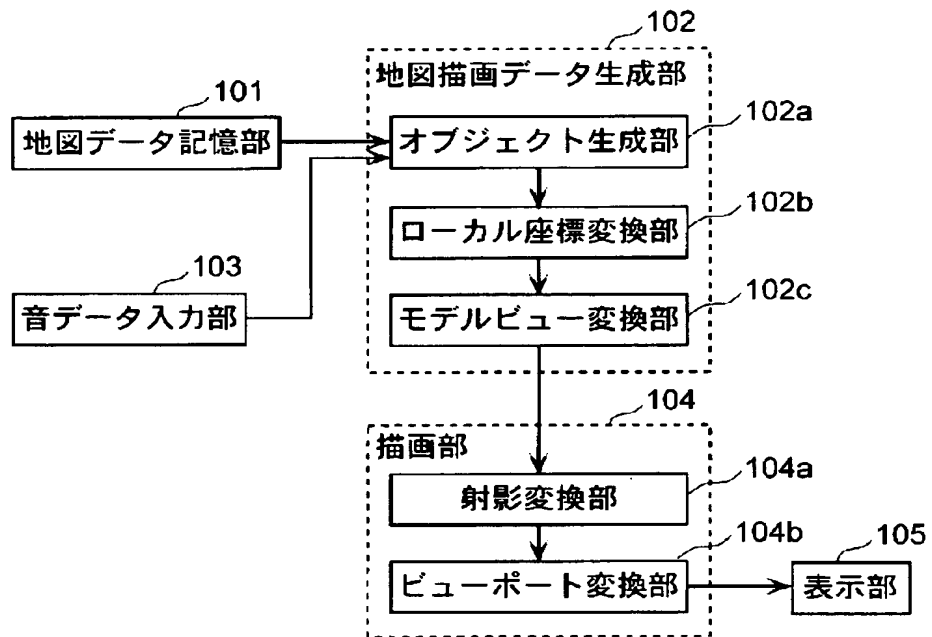 102
地図描画データ生成部
101
地図データ記憶部
102a
オブジェクト生成部
102b
ローカル座標変換部
103
音データ入力部
102c
モデルビュー変換部
104
描画部
104a
射影変換部
104b
ビューポート変換部
105
表示部